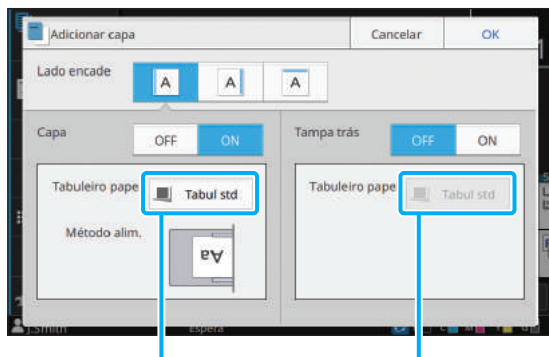 Adicionar capa
Cancelar
OK
Lado encade
A
A
A
Capa
OFF
ON
Tampa trás
OFF
ON
Tabuleiro pape
Tabul std
Método alim.
Aa
Tabuleiro pape
Tabul std
J.Smith
Espera
C
M
Y